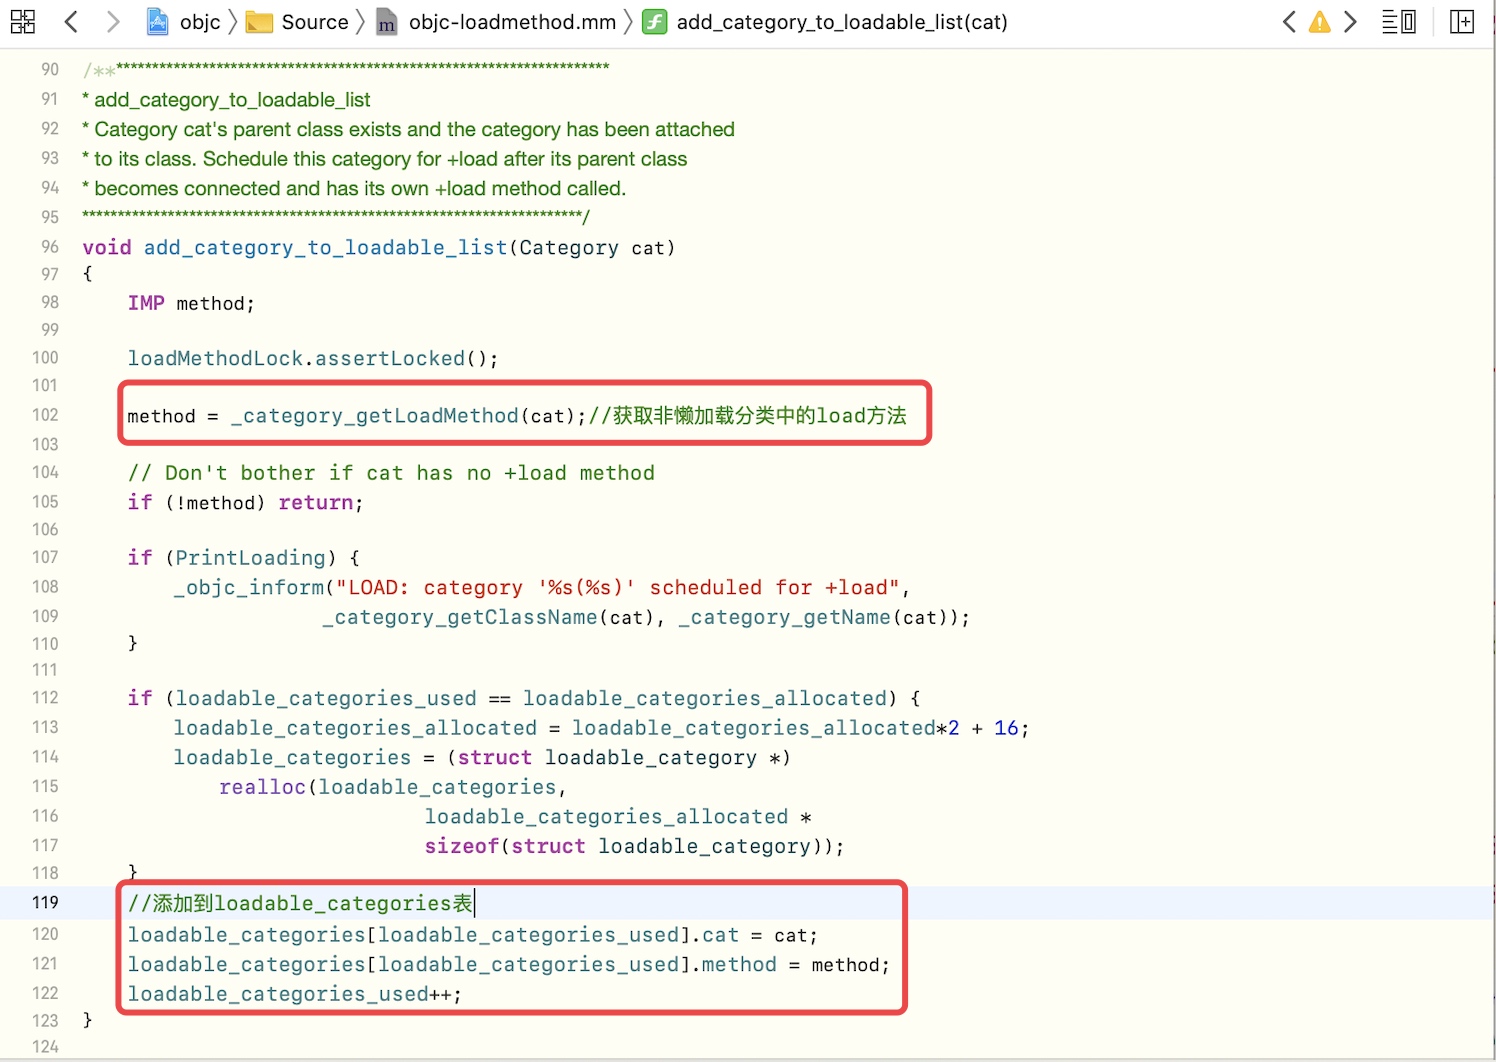 objc Source objc-loadmethod.mm add_category_to_loadable_list(cat)
90 /***********************************************************************
91 * add_category_to_loadable_list
92 * Category cat's parent class exists and the category has been attached
93 * to its class. Schedule this category for +load after its parent class
94 * becomes connected and has its own +load method called.
95 **********************************************************************/
96 void add_category_to_loadable_list(Category cat)
97 {
98 IMP method;
99
100 loadMethodLock.assertLocked();
101
102 method = _category_getLoadMethod(cat);//获取非懒加载分类中的load方法
103
104 // Don't bother if cat has no +load method
105 if (!method) return;
106
107 if (PrintLoading) {
108 _objc_inform("LOAD: category '%s(%s)' scheduled for +load",
109 _category_getClassName(cat), _category_getName(cat));
110 }
111
112 if (loadable_categories_used == loadable_categories_allocated) {
113 loadable_categories_allocated = loadable_categories_allocated*2 + 16;
114 loadable_categories = (struct loadable_category *)
115 realloc(loadable_categories,
116 loadable_categories_allocated *
117 sizeof(struct loadable_category));
118 }
119 //添加到loadable_categories表
120 loadable_categories[loadable_categories_used].cat = cat;
121 loadable_categories[loadable_categories_used].method = method;
122 loadable_categories_used++;
123 }
124